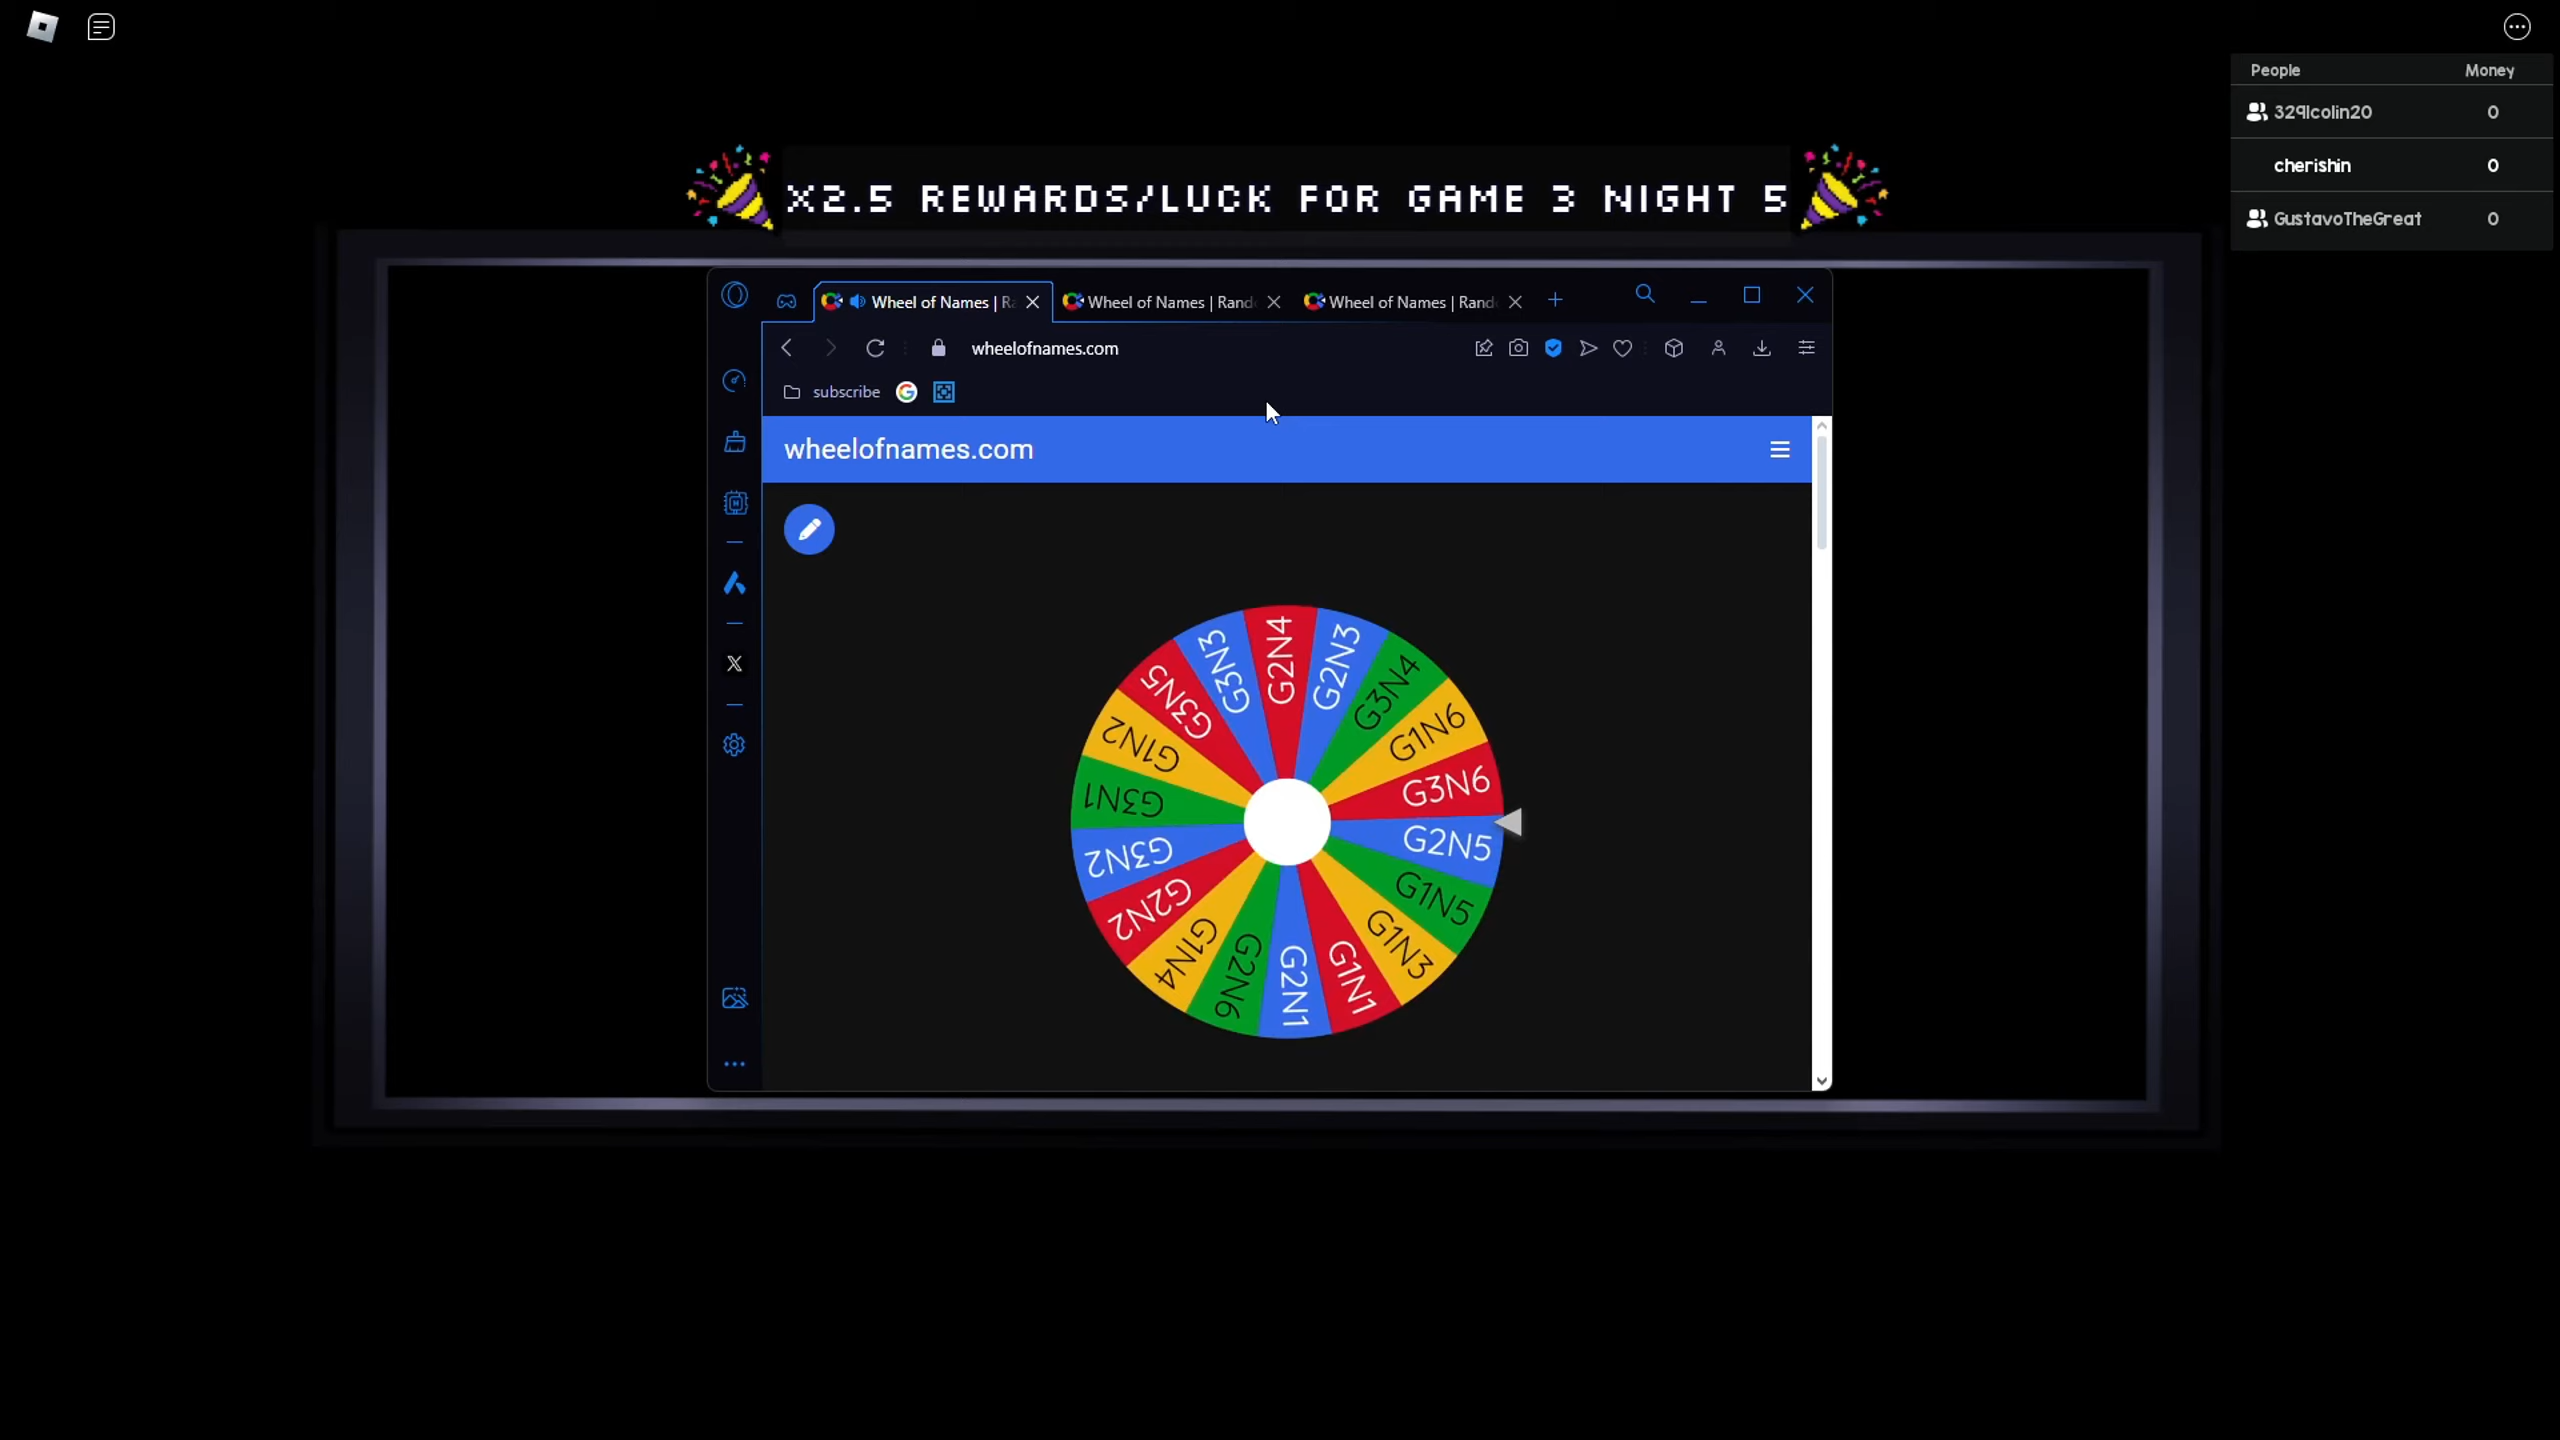 People Money
329lcolin20 0
cherishin 0
GustavoTheGreat 0
X2.5 REWARDS/LUCK FOR GAME 3 NIGHT 5
Wheel of Names | Ra
Wheel of Names | Rand
Wheel of Names | Rand
wheelofnames.com
subscribe
wheelofnames.com
G2N4
G2N3
G3N4
G1N6
G3N6
G2N5
G1N5
G1N3
G1N1
G2N1
G2N6
G1N4
G2N2
G3N2
G3N1
G1N2
G3N5
G3N3